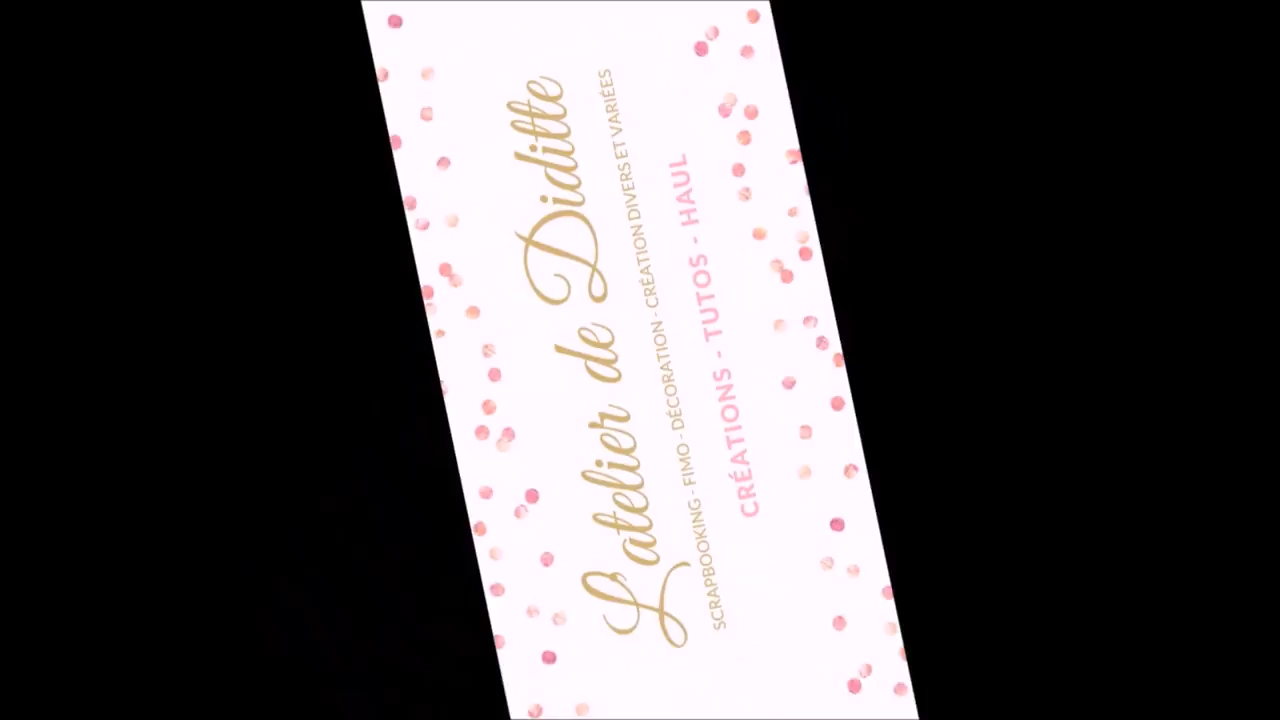 L'atelier de Diditte
SCRAPBOOKING - FIMO - DÉCORATION - CRÉATION DIVERS ET VARIÉES
CRÉATIONS - TUTOS - HAUL